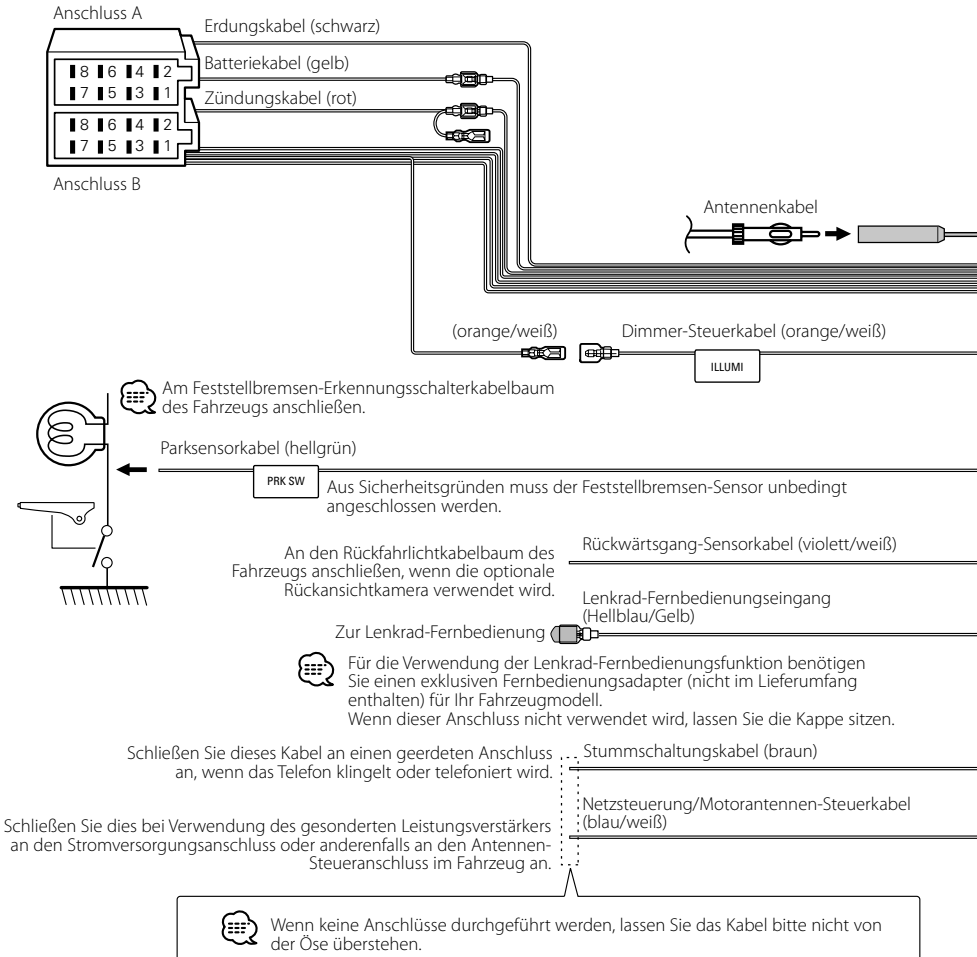 Anschluss A
Erdungskabel (schwarz)
Batteriekabel (gelb)
8 6 4 2
7 5 3 1
Zündungskabel (rot)
8 6 4 2
7 5 3 1
Anschluss B
Antennenkabel
(orange/weiß)
Dimmer-Steuerkabel (orange/weiß)
ILLUMI
Am Feststellbremsen-Erkennungsschalterkabelbaum
des Fahrzeugs anschließen.
Parksensorkabel (hellgrün)
PRK SW
Aus Sicherheitsgründen muss der Feststellbremsen-Sensor unbedingt
angeschlossen werden.
An den Rückfahrlichtkabelbaum des
Fahrzeugs anschließen, wenn die optionale
Rückansichtkamera verwendet wird.
Rückwärtsgang-Sensorkabel (violett/weiß)
Lenkrad-Fernbedienungseingang
(Hellblau/Gelb)
Zur Lenkrad-Fernbedienung
Für die Verwendung der Lenkrad-Fernbedienungsfunktion benötigen
Sie einen exklusiven Fernbedienungsadapter (nicht im Lieferumfang
enthalten) für Ihr Fahrzeugmodell.
Wenn dieser Anschluss nicht verwendet wird, lassen Sie die Kappe sitzen.
Schließen Sie dieses Kabel an einen geerdeten Anschluss
an, wenn das Telefon klingelt oder telefoniert wird.
Stummschaltungskabel (braun)
Netzsteuerung/Motorantennen-Steuerkabel
(blau/weiß)
Schließen Sie dies bei Verwendung des gesonderten Leistungsverstärkers
an den Stromversorgungsanschluss oder anderenfalls an den Antennen-
Steueranschluss im Fahrzeug an.
Wenn keine Anschlüsse durchgeführt werden, lassen Sie das Kabel bitte nicht von
der Öse überstehen.